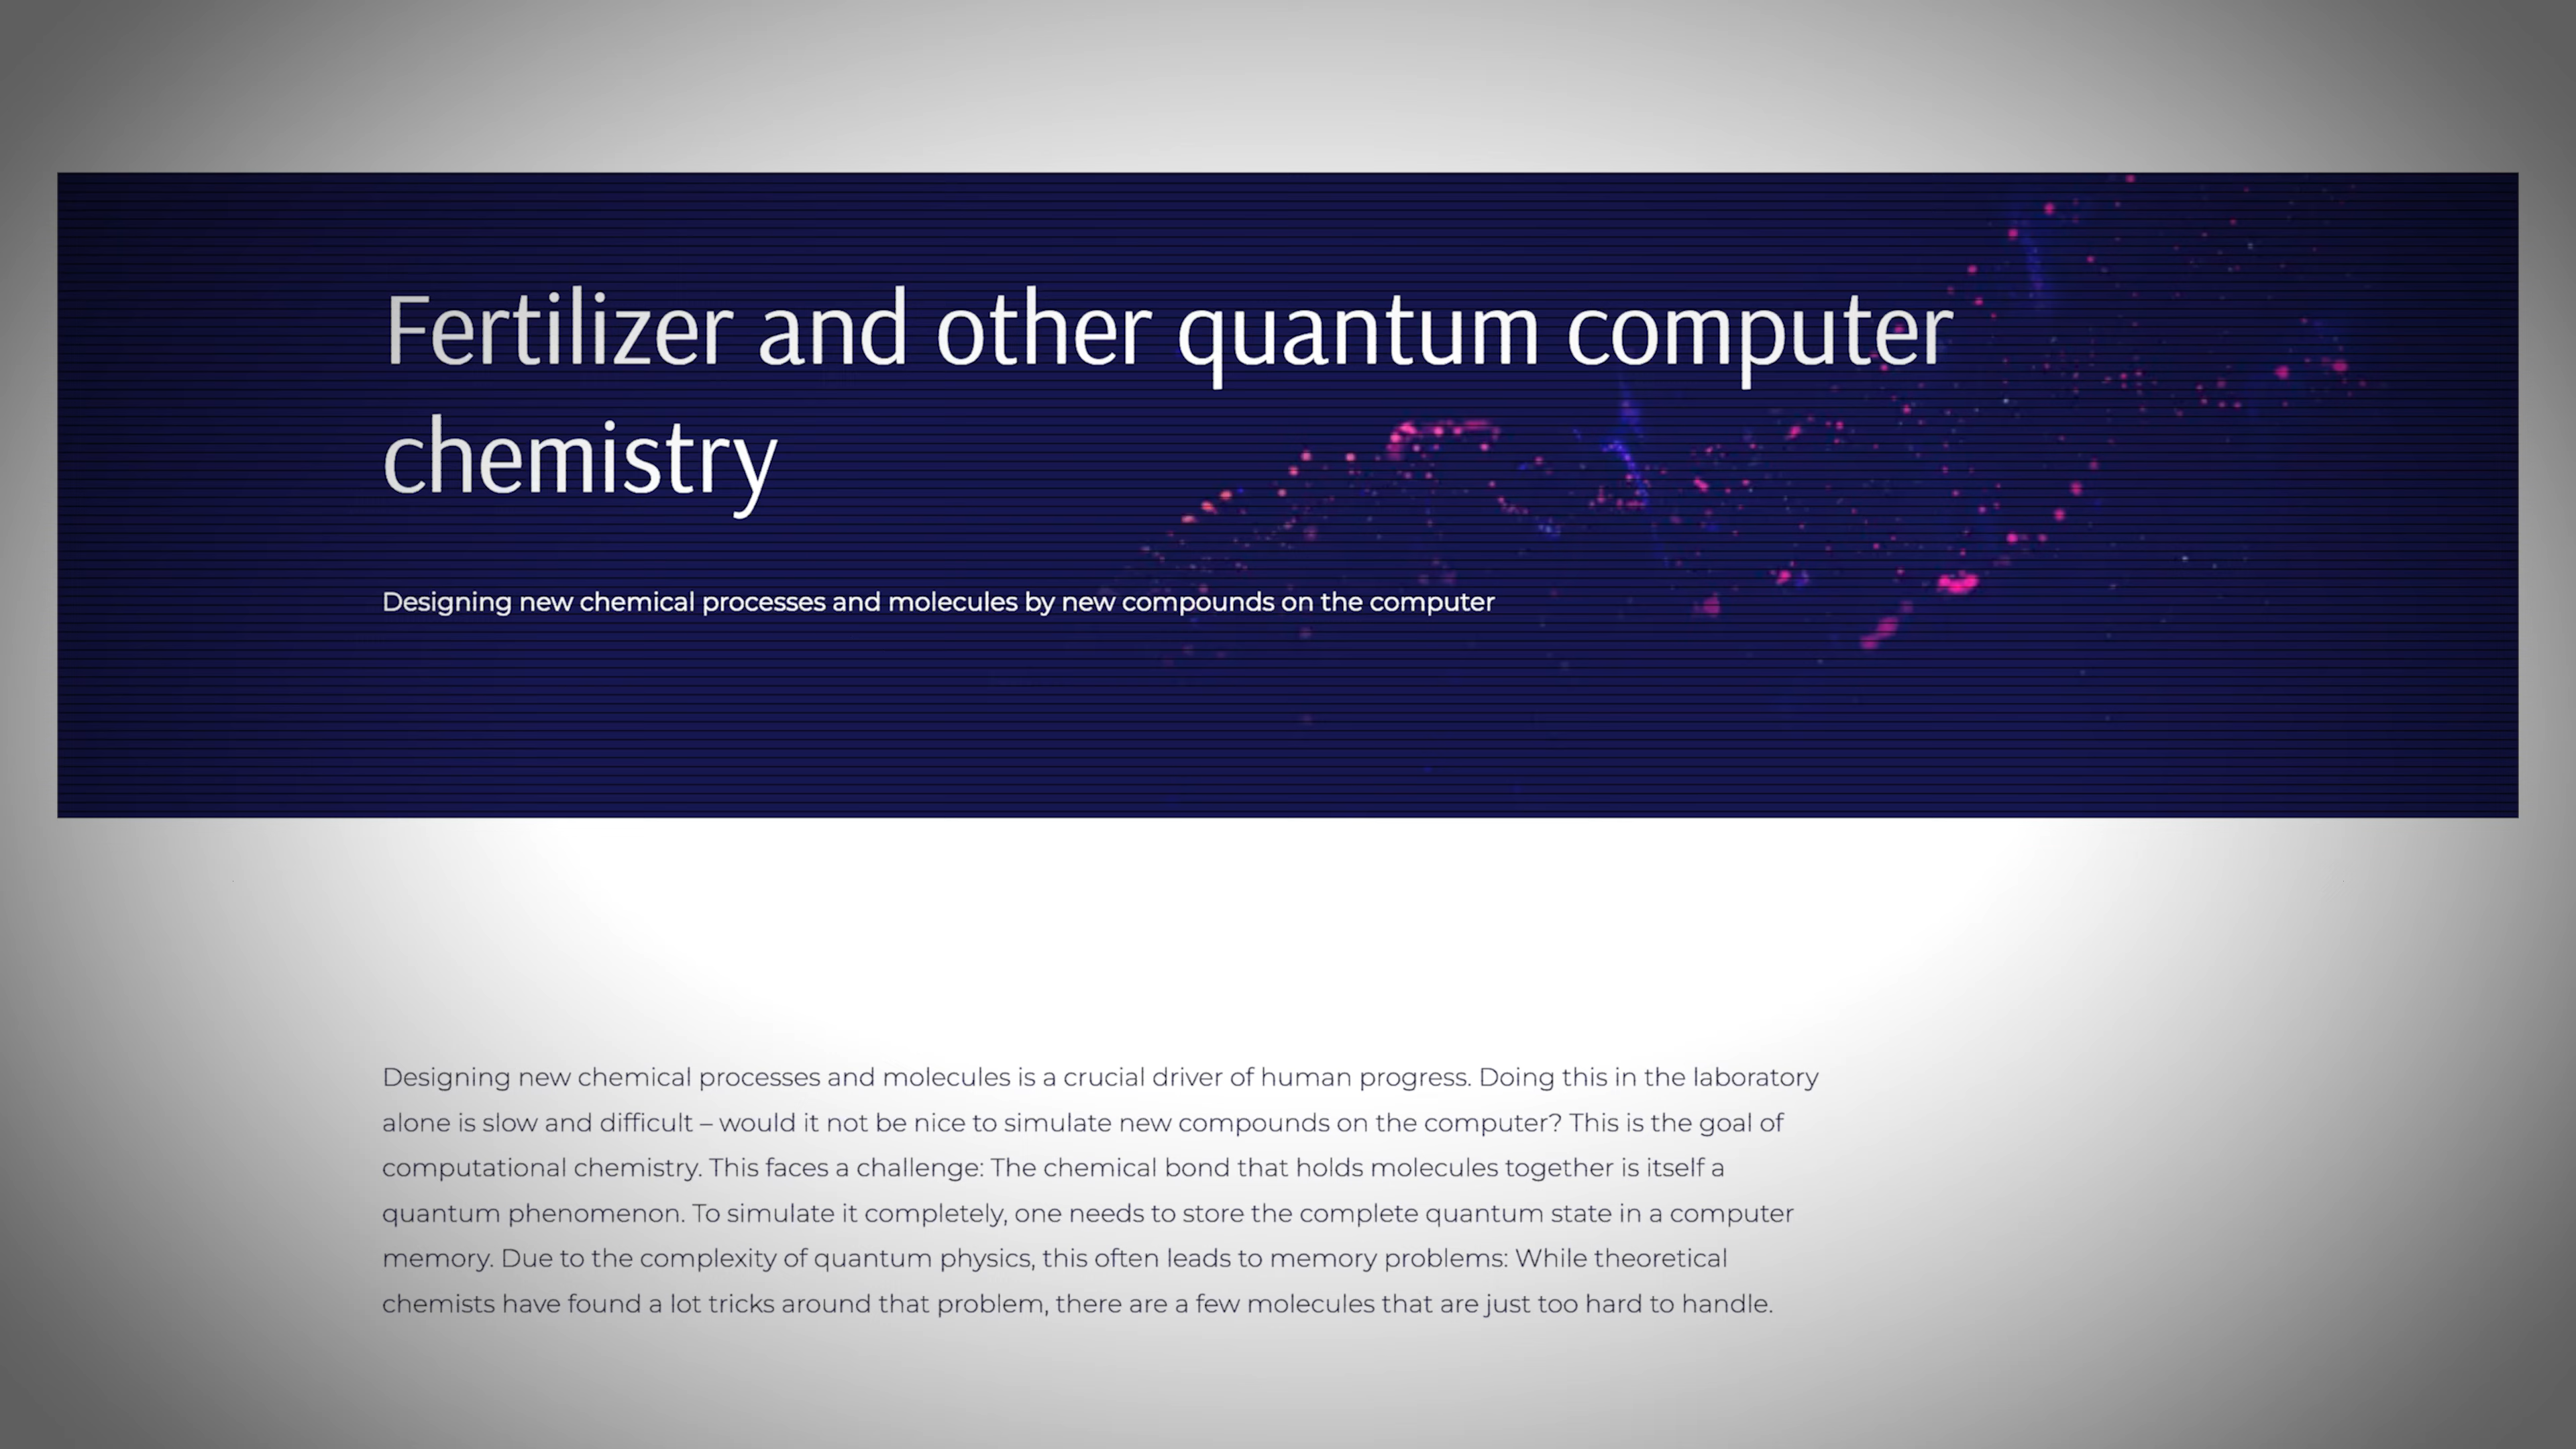 Fertilizer and other quantum computer
chemistry
Designing new chemical processes and molecules by new compounds on the computer
Designing new chemical processes and molecules is a crucial driver of human progress. Doing this in the laboratory
alone is slow and difficult – would it not be nice to simulate new compounds on the computer? This is the goal of
computational chemistry. This faces a challenge: The chemical bond that holds molecules together is itself a
quantum phenomenon. To simulate it completely, one needs to store the complete quantum state in a computer
memory. Due to the complexity of quantum physics, this often leads to memory problems: While theoretical
chemists have found a lot tricks around that problem, there are a few molecules that are just too hard to handle.